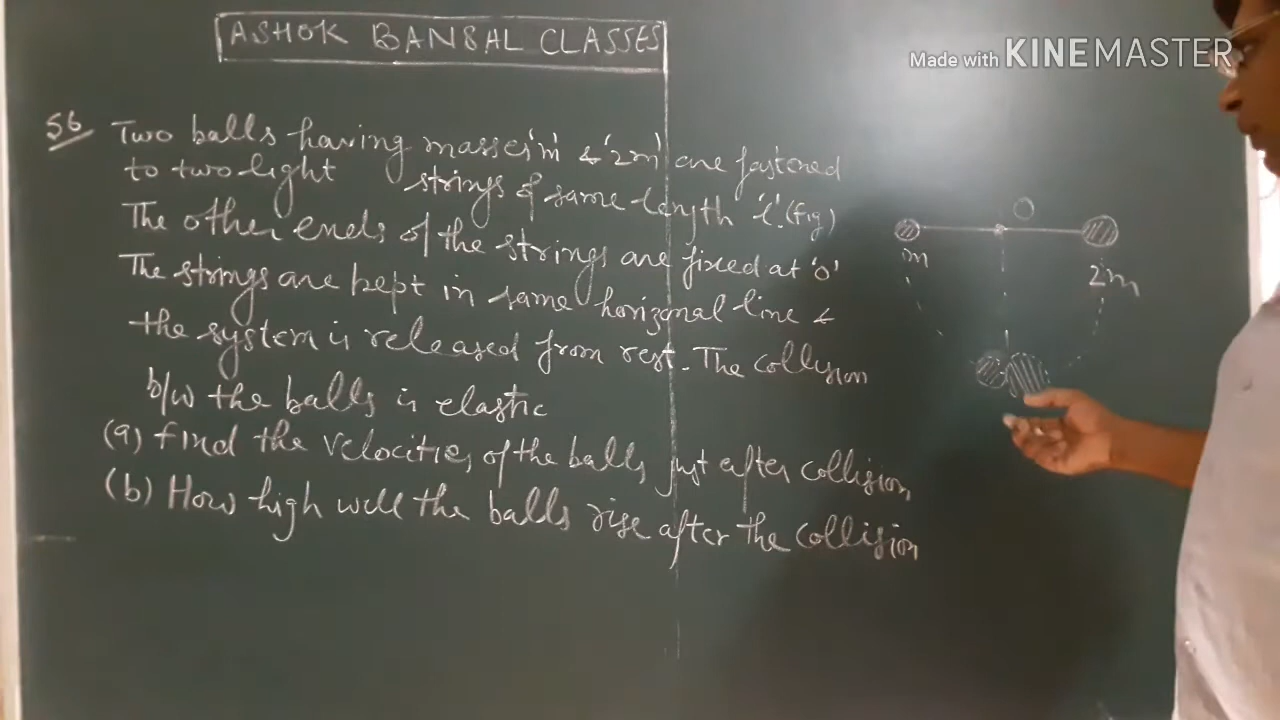 ASHOK BANSAL CLASSES
Made with KINEMASTER
56 Two balls having masses 'm' & '2m' are fastened
to two light strings of same length 'l'. (fig)
The other ends of the strings are fixed at 'o'
The strings are kept in same horizonal line &
the system is released from rest. The collysion
b/w the balls is elastic
(a) find the velocities of the balls just after collision
(b) How high will the balls rise after the collision
O
m
2m